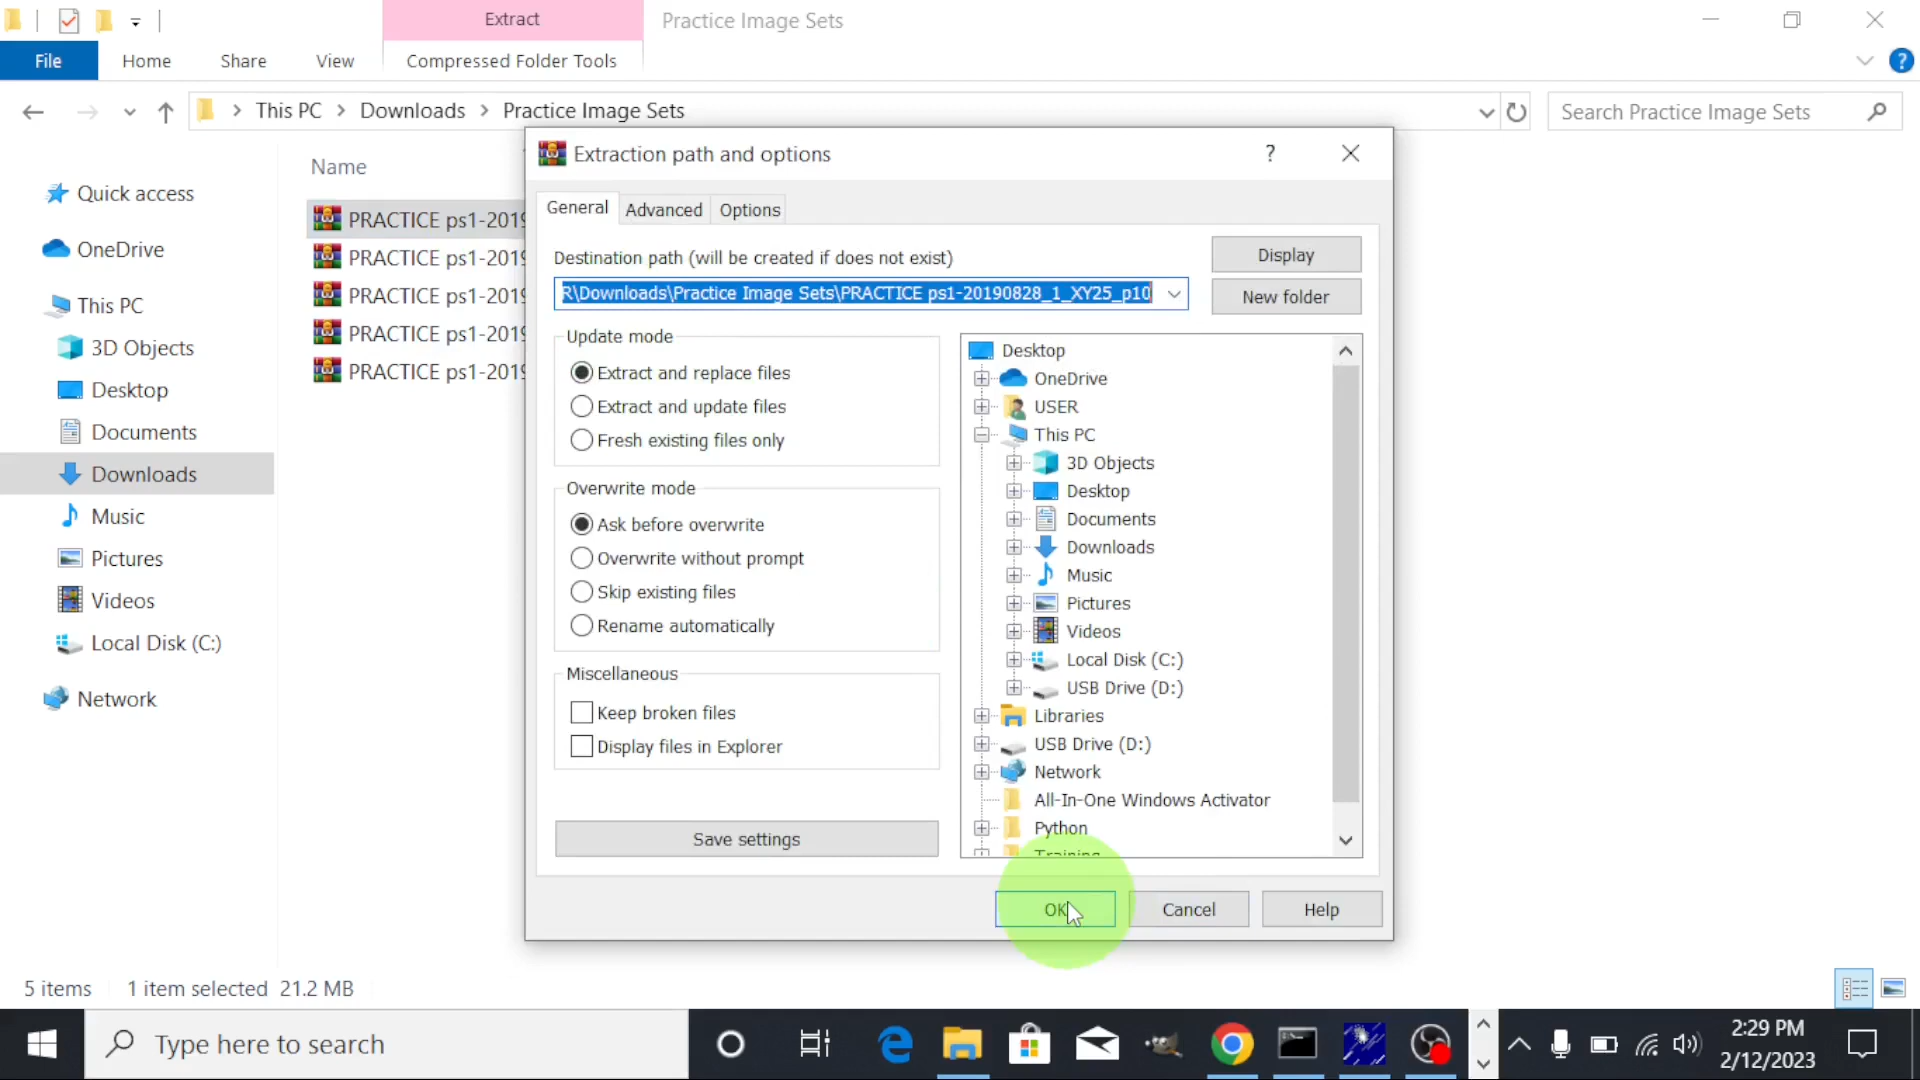 Extract
Practice Image Sets
File
Home
Share
View
Compressed Folder Tools
?
This PC
Downloads
Practice Image Sets
Search Practice Image Sets
Extraction path and options
?
Name
Quick access
OneDrive
This PC
3D Objects
Desktop
Documents
Downloads
Music
Pictures
Videos
Local Disk (C:)
Network
PRACTICE ps1-2019
PRACTICE ps1-2019
PRACTICE ps1-2019
PRACTICE ps1-2019
PRACTICE ps1-2019
General
Advanced
Options
Destination path (will be created if does not exist)
R\Downloads\Practice Image Sets\PRACTICE ps1-20190828_1_XY25_p10
Display
New folder
Update mode
Extract and replace files
Extract and update files
Fresh existing files only
Overwrite mode
Ask before overwrite
Overwrite without prompt
Skip existing files
Rename automatically
Miscellaneous
Keep broken files
Display files in Explorer
Save settings
Desktop
OneDrive
USER
This PC
3D Objects
Desktop
Documents
Downloads
Music
Pictures
Videos
Local Disk (C:)
USB Drive (D:)
Libraries
USB Drive (D:)
Network
All-In-One Windows Activator
Python
Training
OK
Cancel
Help
5 items
1 item selected 21.2 MB
Type here to search
2:29 PM
2/12/2023